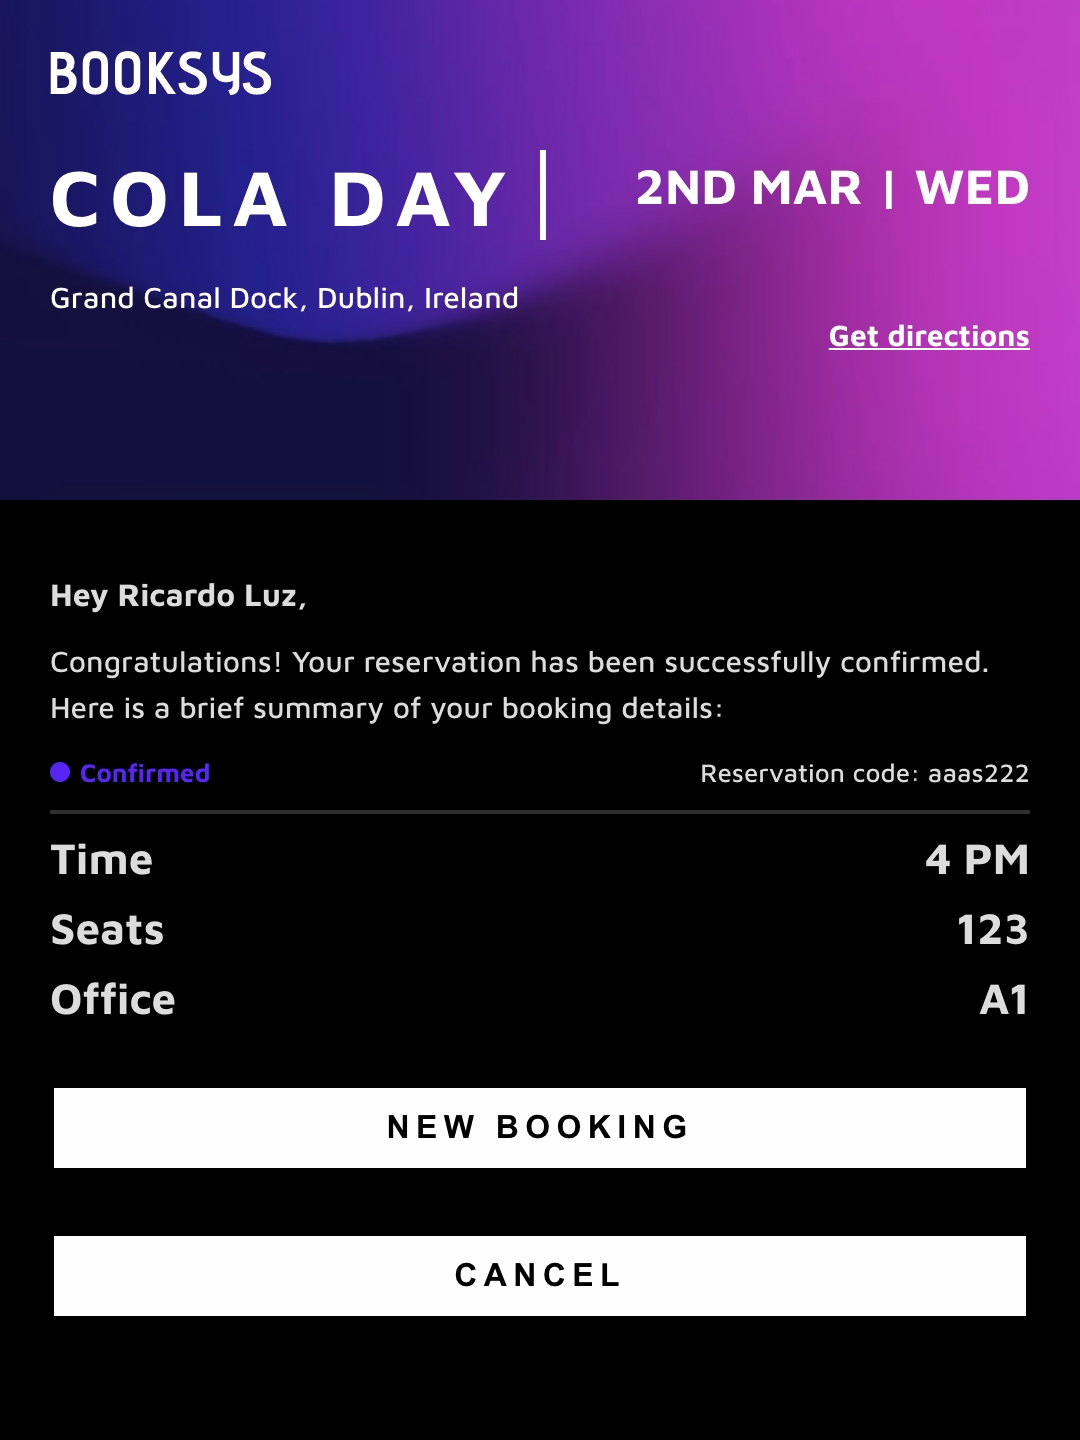 BOOKSYS
COLA DAY
2ND MAR | WED
Grand Canal Dock, Dublin, Ireland
Get directions
Hey Ricardo Luz,
Congratulations! Your reservation has been successfully confirmed.
Here is a brief summary of your booking details:
Confirmed
Reservation code: aaas222
Time 4 PM
Seats 123
Office A1
NEW BOOKING
CANCEL